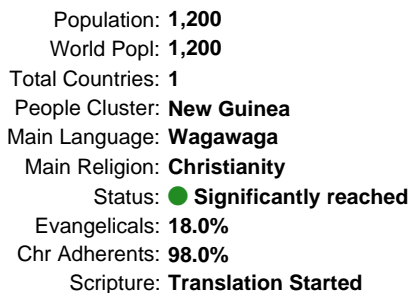 Population: 1,200
World Popl: 1,200
Total Countries: 1
People Cluster: New Guinea
Main Language: Wagawaga
Main Religion: Christianity
Status: Significantly reached
Evangelicals: 18.0%
Chr Adherents: 98.0%
Scripture: Translation Started